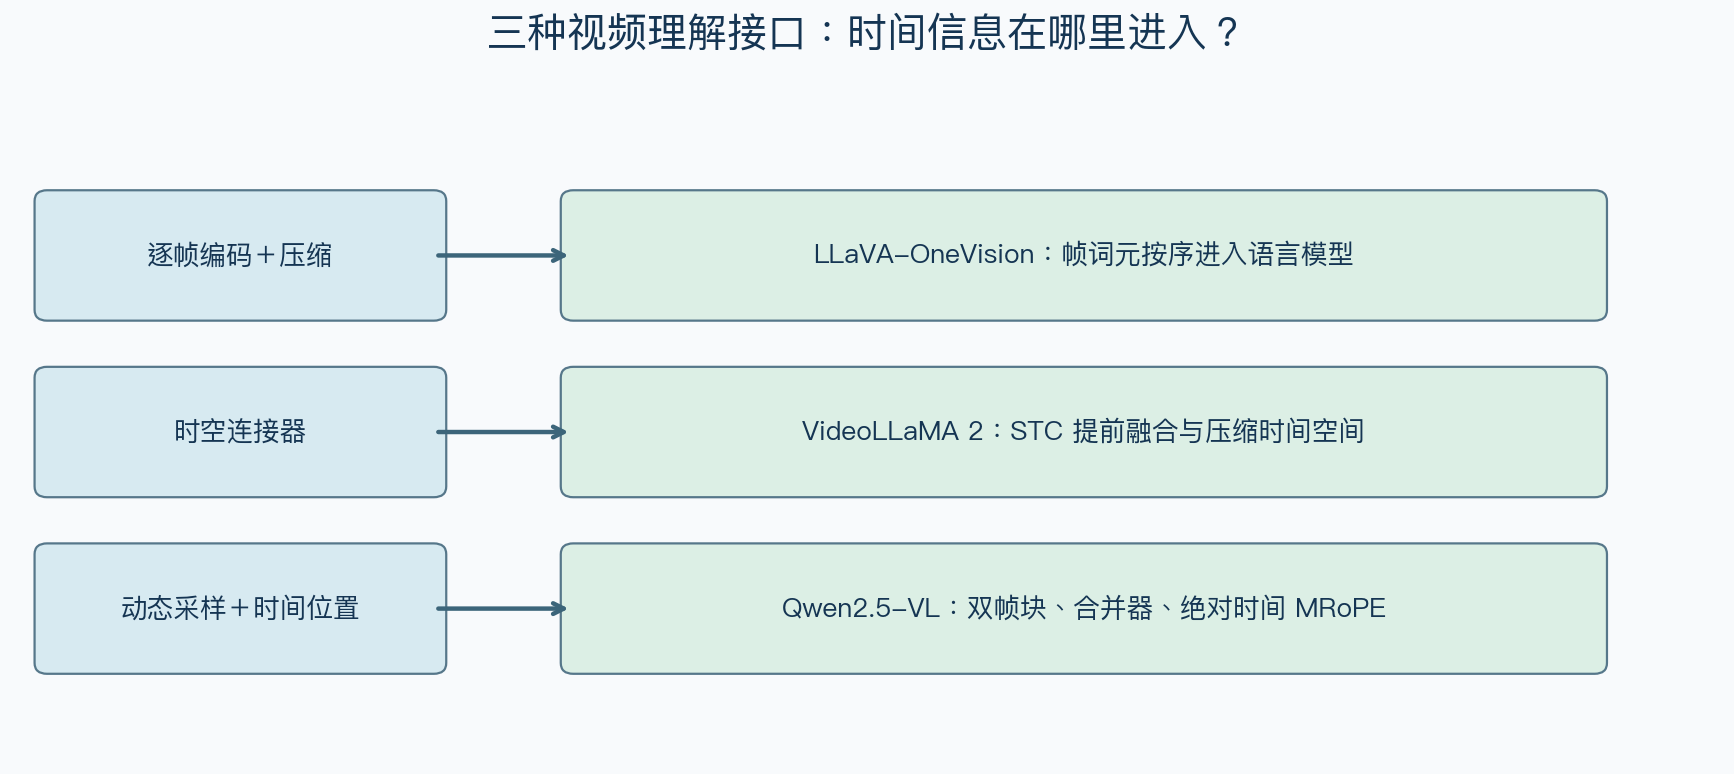 三种视频理解接口：时间信息在哪里进入？
逐帧编码＋压缩
LLaVA–OneVision：帧词元按序进入语言模型
时空连接器
VideoLLaMA 2：STC 提前融合与压缩时间空间
动态采样＋时间位置
Qwen2.5–VL：双帧块、合并器、绝对时间 MRoPE